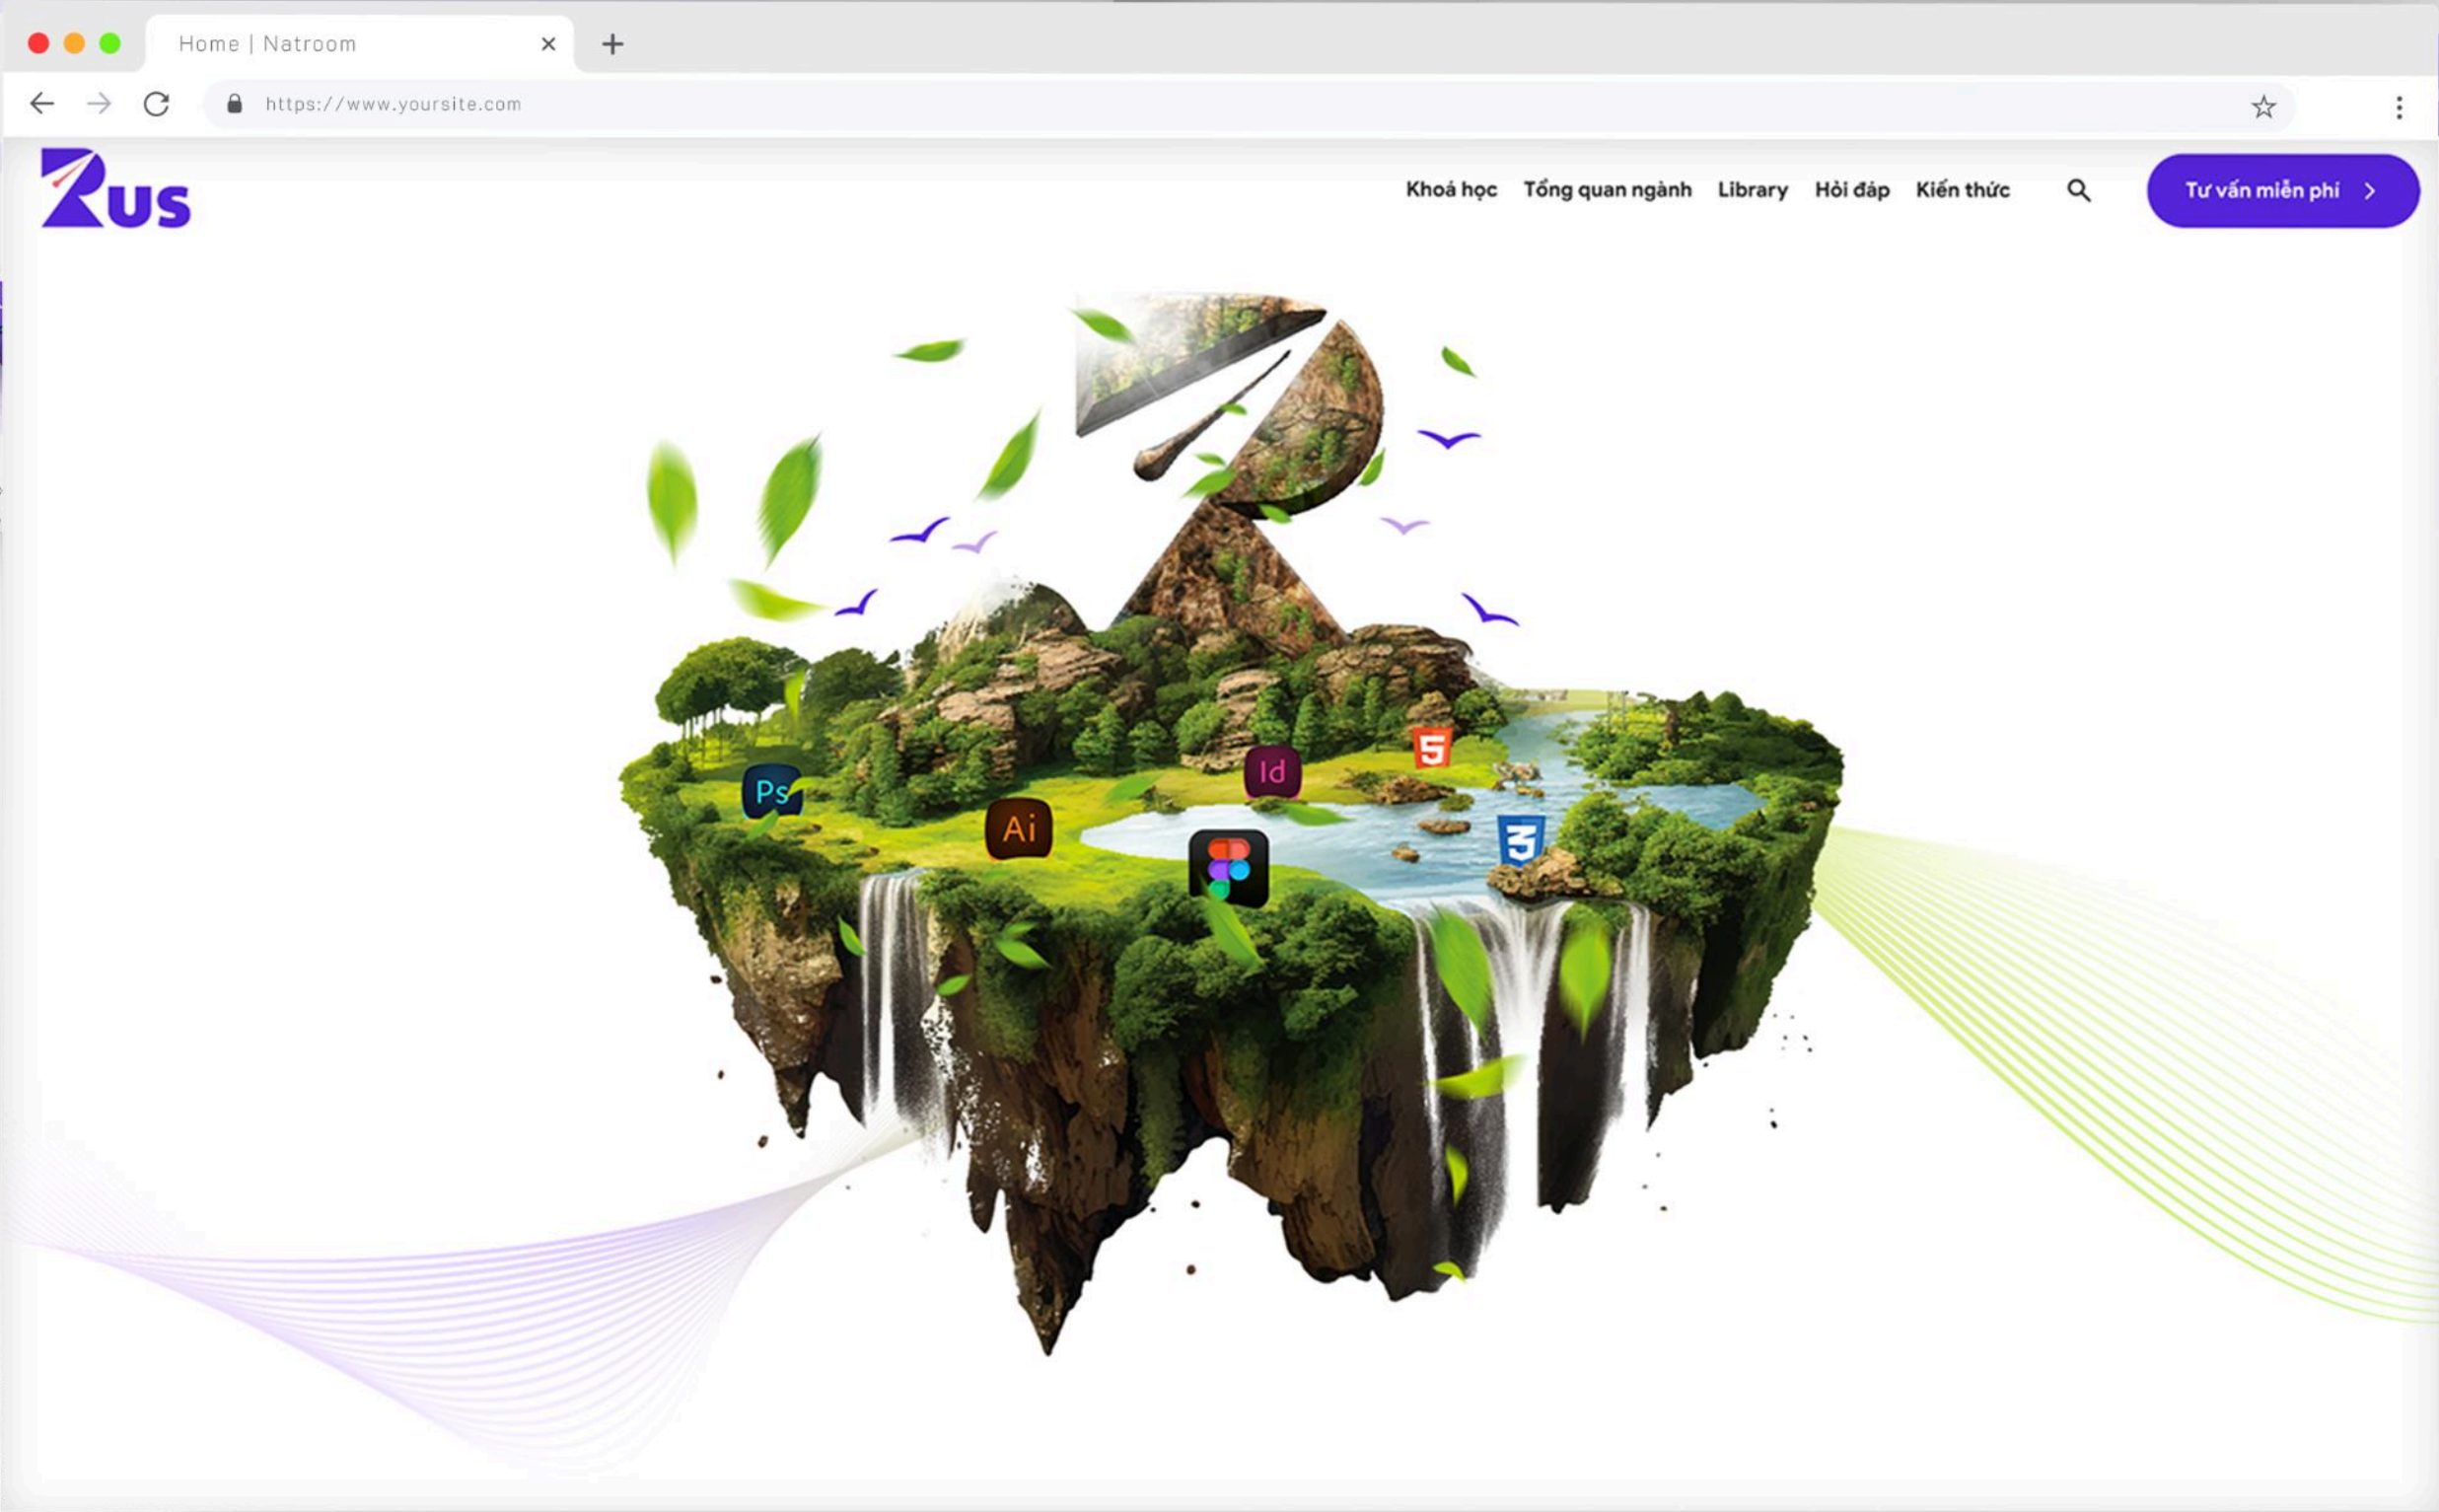 Home | Natroom
https://www.yoursite.com
Rus
Khoá học Tổng quan ngành Library Hỏi đáp Kiến thức Tư vấn miễn phí
Ps
Ai
Id
5
3